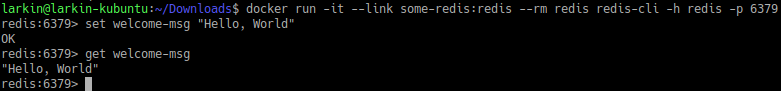 larkin@larkin-kubuntu:~/Downloads$ docker run -it --link some-redis:redis --rm redis redis-cli -h redis -p 6379
redis:6379> set welcome-msg "Hello, World"
OK
redis:6379> get welcome-msg
"Hello, World"
redis:6379>